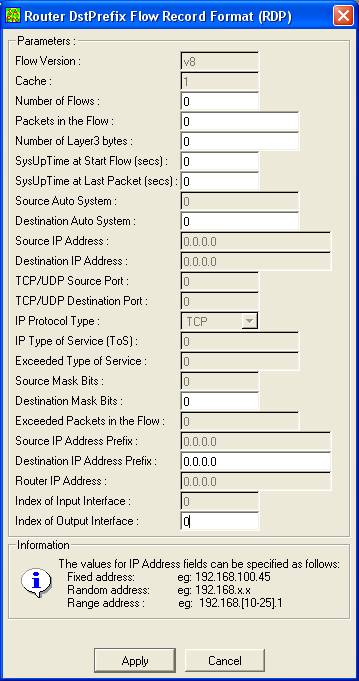 Router DstPrefix Flow Record Format (RDP)
Parameters :
Flow Version : v8
Cache : 1
Number of Flows : 0
Packets in the Flow : 0
Number of Layer3 bytes : 0
SysUpTime at Start Flow (secs) : 0
SysUpTime at Last Packet (secs) : 0
Source Auto System : 0
Destination Auto System : 0
Source IP Address : 0.0.0.0
Destination IP Address : 0.0.0.0
TCP/UDP Source Port : 0
TCP/UDP Destination Port : 0
IP Protocol Type : TCP
IP Type of Service (ToS) : 0
Exceeded Type of Service : 0
Source Mask Bits : 0
Destination Mask Bits : 0
Exceeded Packets in the Flow : 0
Source IP Address Prefix : 0.0.0.0
Destination IP Address Prefix : 0.0.0.0
Router IP Address : 0.0.0.0
Index of Input Interface : 0
Index of Output Interface : 0
Information
The values for IP Address fields can be specified as follows:
Fixed address: eg: 192.168.100.45
Random address: eg: 192.168.x.x
Range address : eg: 192.168.[10-25].1
Apply Cancel